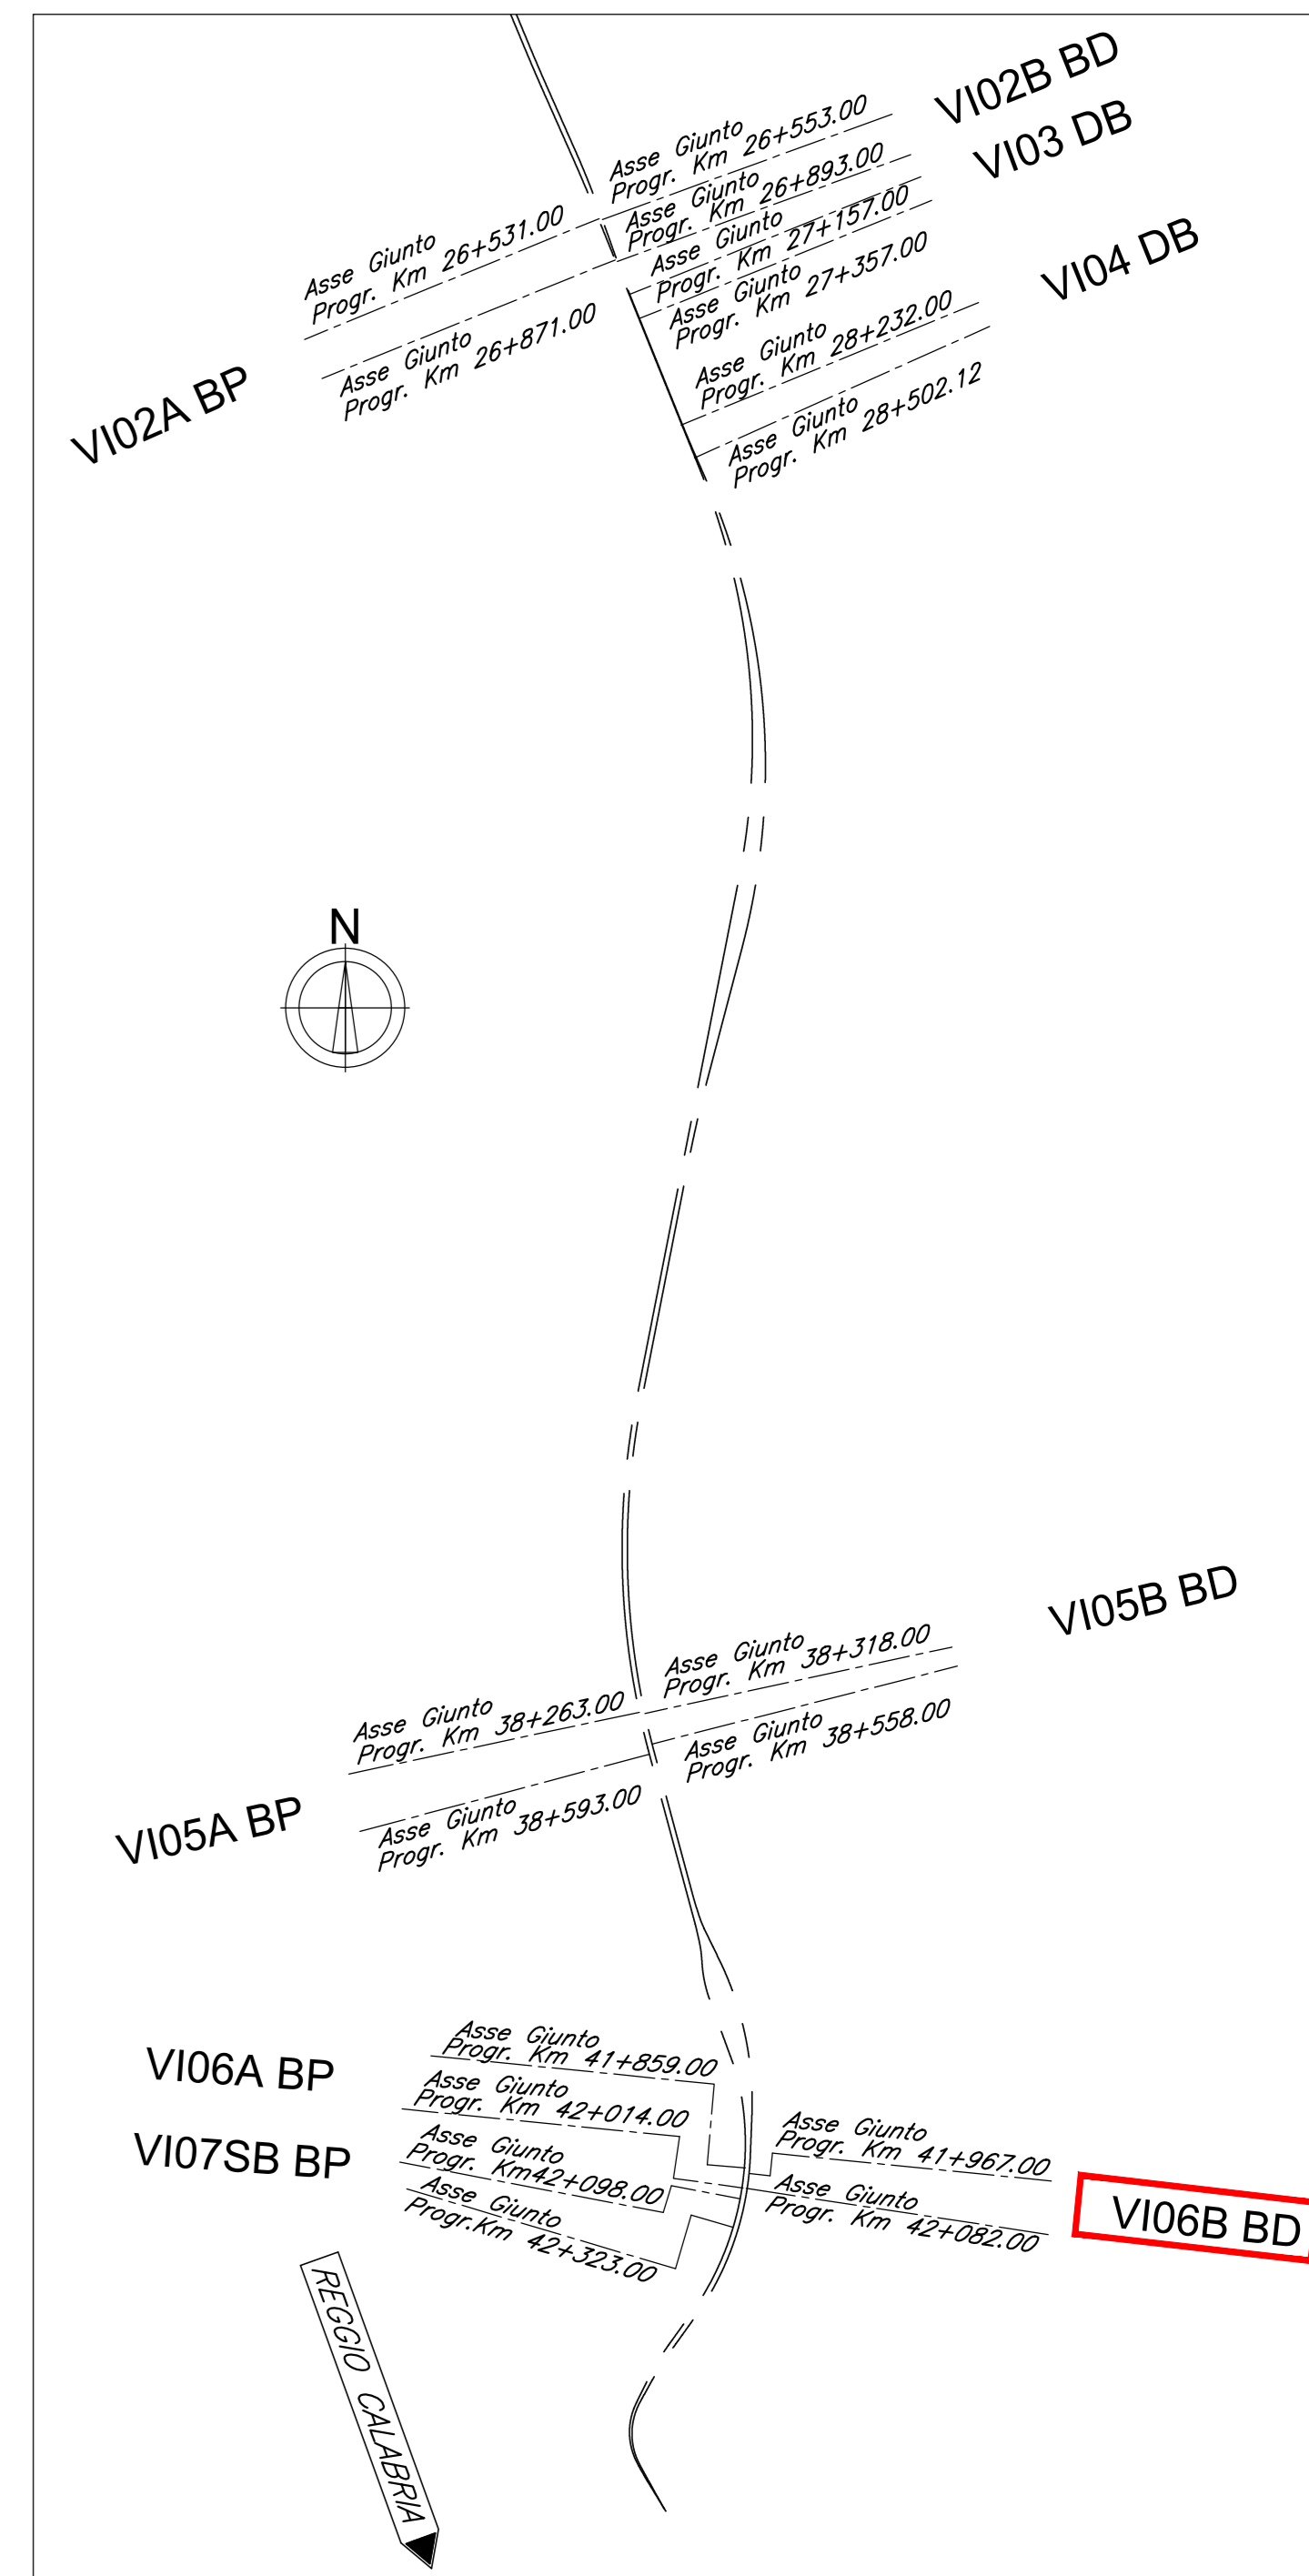 VI02B BD
Asse Giunto
Progr. Km 26+553.00
VI03 DB
Asse Giunto
Progr. Km 26+893.00
Asse Giunto
Progr. Km 26+531.00
Asse Giunto
Progr. Km 27+157.00
Asse Giunto
Progr. Km 27+357.00
VI04 DB
Asse Giunto
Progr. Km 26+871.00
Asse Giunto
Progr. Km 28+232.00
VI02A BP
Asse Giunto
Progr. Km 28+502.12
N
VI05B BD
Asse Giunto
Progr. Km 38+318.00
Asse Giunto
Progr. Km 38+263.00
Asse Giunto
Progr. Km 38+558.00
VI05A BP
Asse Giunto
Progr. Km 38+593.00
VI06A BP
Asse Giunto
Progr. Km 41+859.00
Asse Giunto
Progr. Km 42+014.00
VI07SB BP
Asse Giunto
Progr. Km42+098.00
Asse Giunto
Progr.Km 42+323.00
Asse Giunto
Progr. Km 41+967.00
Asse Giunto
Progr. Km 42+082.00
VI06B BD
REGGIO CALABRIA